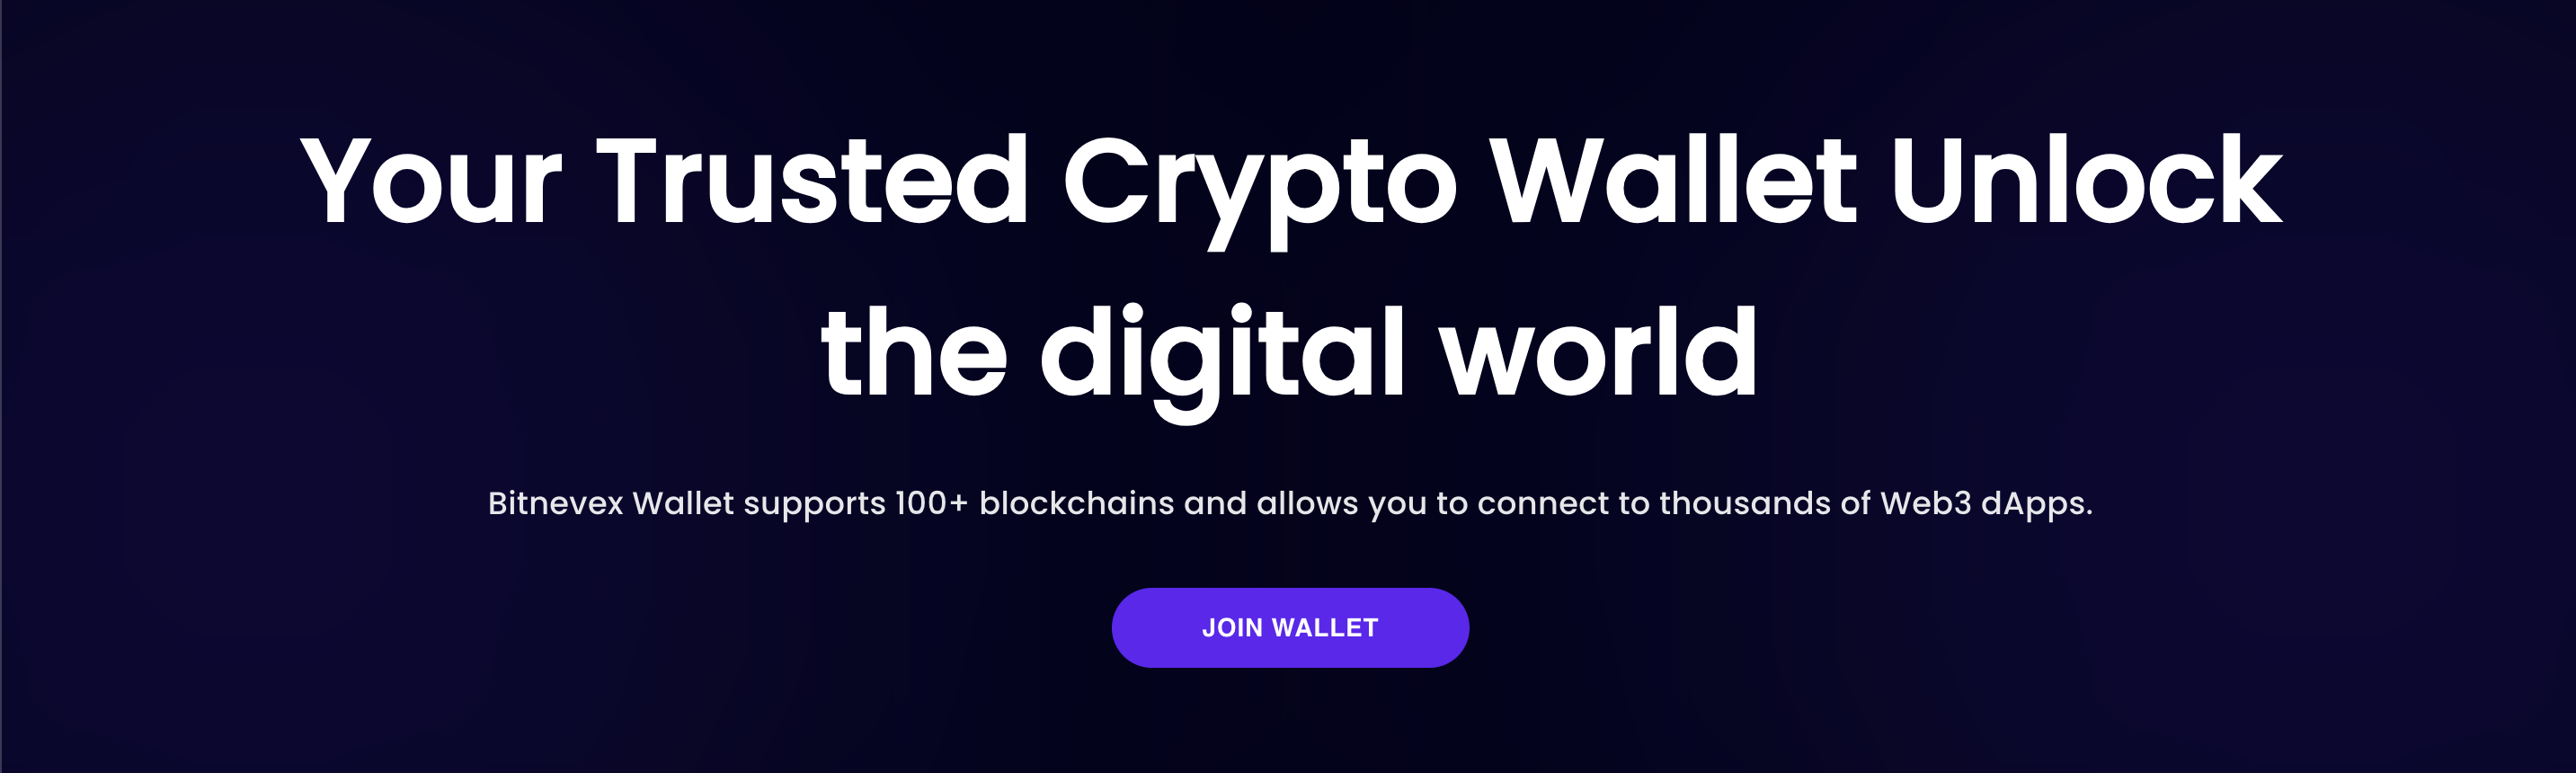 Your Trusted Crypto Wallet Unlock
the digital world
Bitnevex Wallet supports 100+ blockchains and allows you to connect to thousands of Web3 dApps.
JOIN WALLET